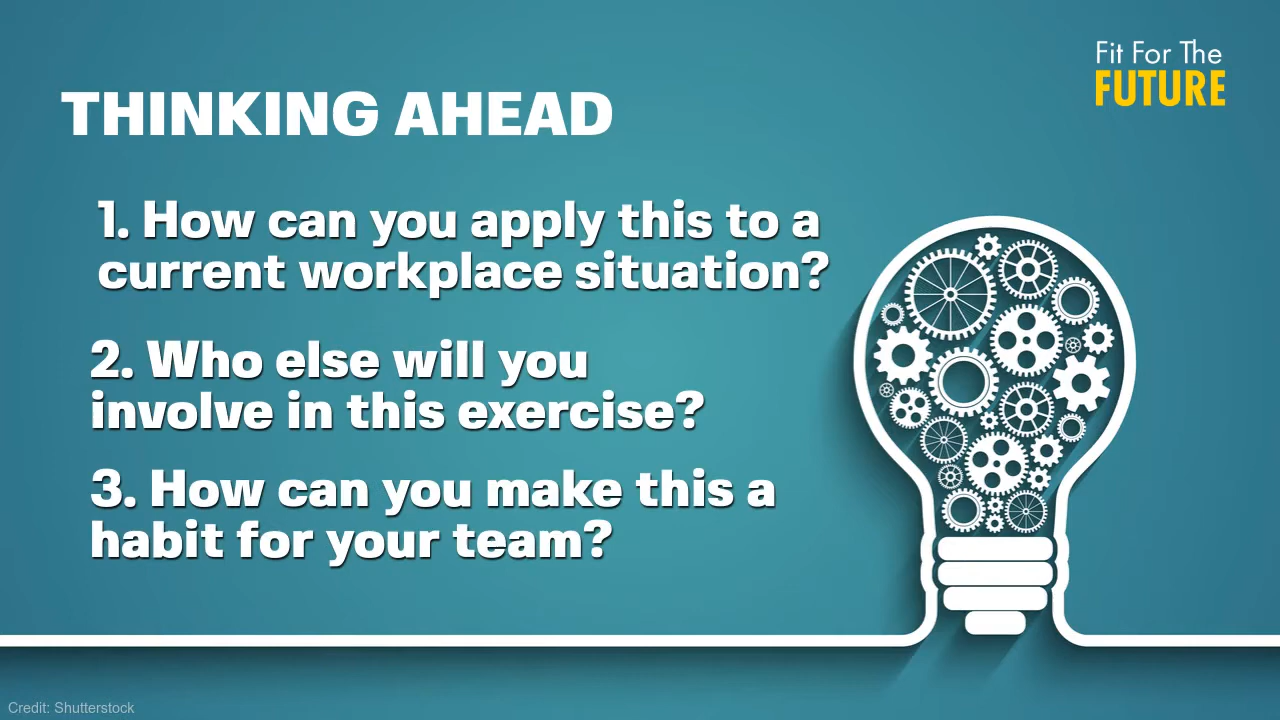 Fit For The
FUTURE
THINKING AHEAD
1. How can you apply this to a
current workplace situation?
2. Who else will you
involve in this exercise?
3. How can you make this a
habit for your team?
Credit: Shutterstock